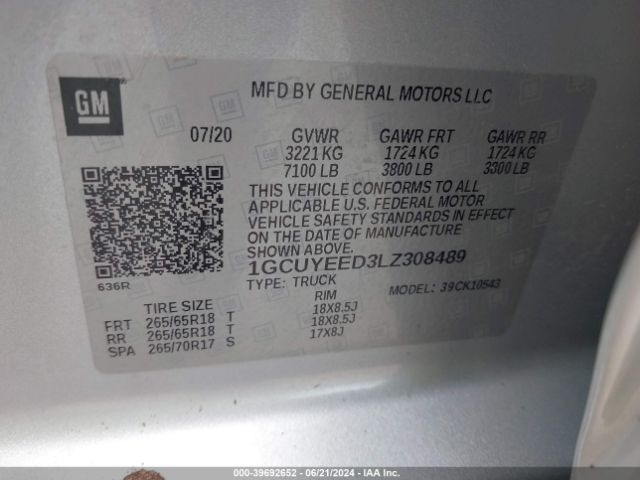 GM
MFD BY GENERAL MOTORS LLC
07/20 GVWR GAWR FRT GAWR RR
3221 KG 1724 KG 1724 KG
7100 LB 3800 LB 3300 LB
THIS VEHICLE CONFORMS TO ALL
APPLICABLE U.S. FEDERAL MOTOR
VEHICLE SAFETY STANDARDS IN EFFECT
ON THE DATE OF MANUFACTURE
SHOWN ABOVE.
1GCUYEED3LZ308489
TYPE: TRUCK MODEL: 39CK10543
636R
TIRE SIZE RIM
FRT 265/65R18 T 18X8.5J
RR 265/65R18 T 18X8.5J
SPA 265/70R17 S 17X8J
000-39692652 - 06/21/2024 - IAA Inc.